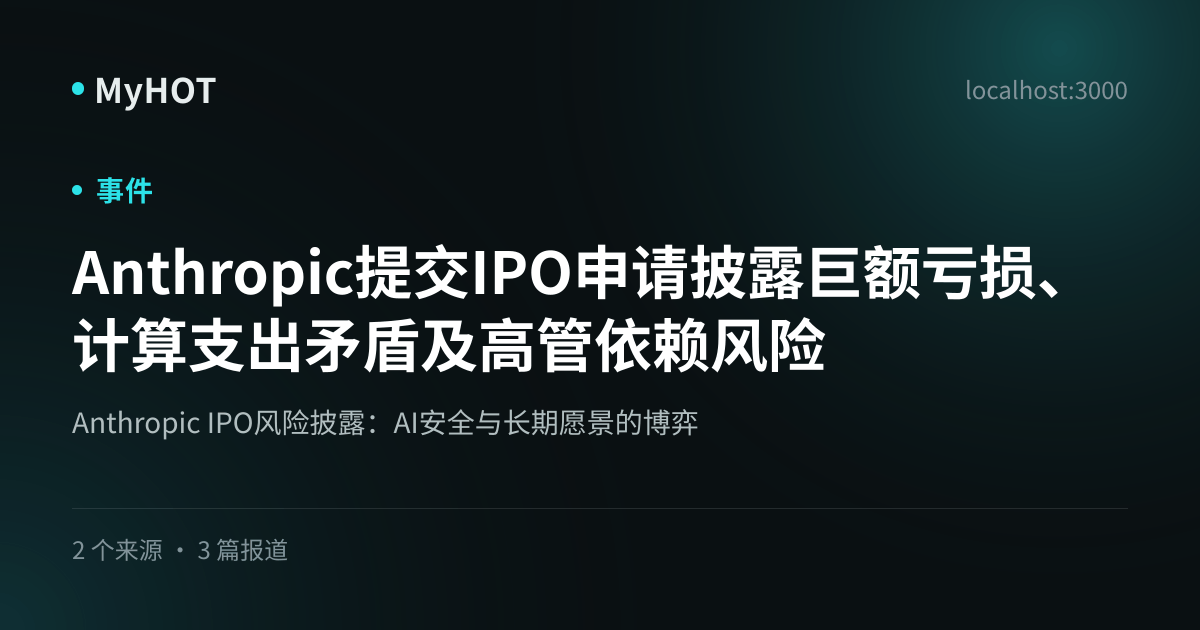 MyHOT
localhost:3000
事件
Anthropic提交IPO申请披露巨额亏损、
计算支出矛盾及高管依赖风险
Anthropic IPO风险披露：AI安全与长期愿景的博弈
2 个来源 · 3 篇报道